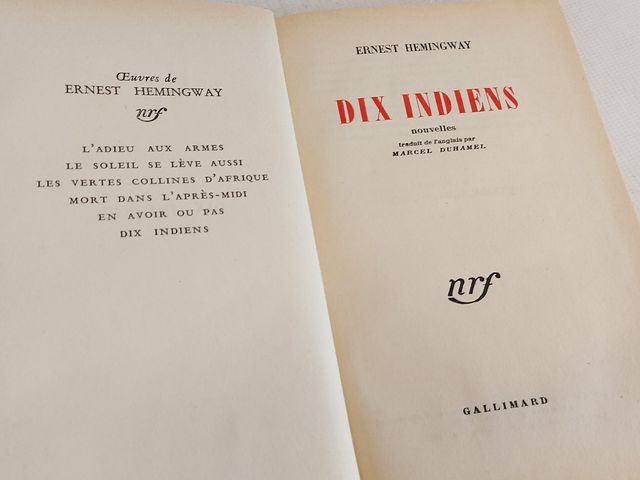 Œuvres de
ERNEST HEMINGWAY
nrf
L'ADIEU AUX ARMES
LE SOLEIL SE LÈVE AUSSI
LES VERTES COLLINES D'AFRIQUE
MORT DANS L'APRÈS-MIDI
EN AVOIR OU PAS
DIX INDIENS
ERNEST HEMINGWAY
DIX INDIENS
nouvelles
traduit de l'anglais par
MARCEL DUHAMEL
nrf
GALLIMARD